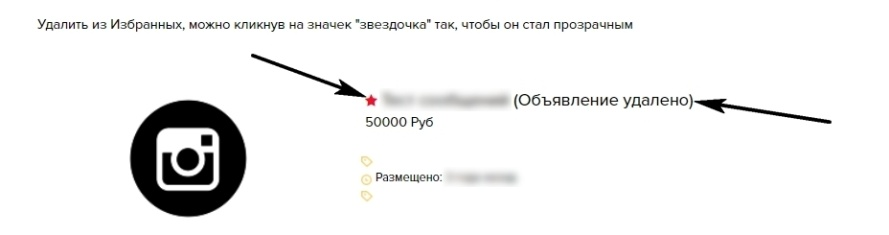 Удалить из Избранных, можно кликнув на значек "звездочка" так, чтобы он стал прозрачным
(Объявление удалено)
50000 Руб
Размещено: